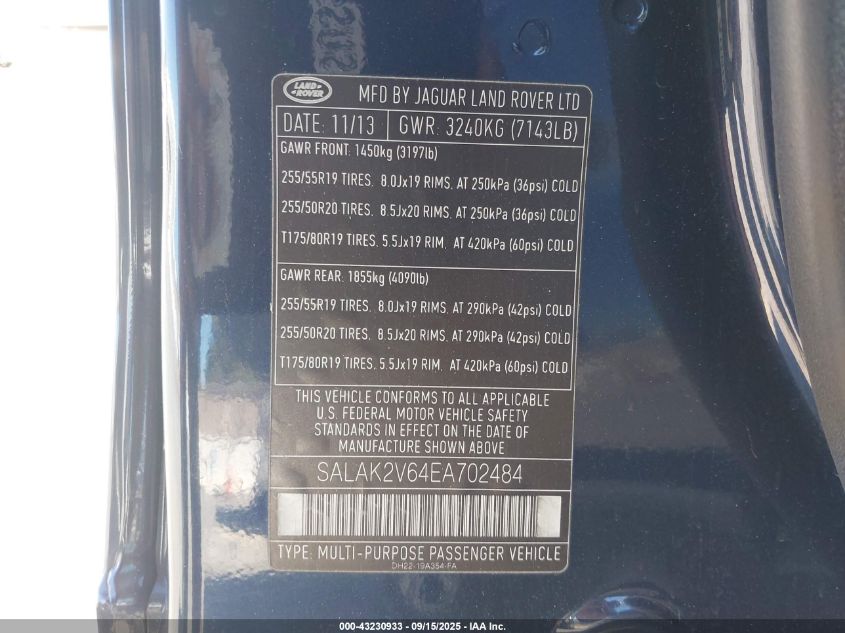 LAND ROVER
MFD BY JAGUAR LAND ROVER LTD
DATE: 11/13 GWR: 3240KG (7143LB)
GAWR FRONT: 1450kg (3197lb)
255/55R19 TIRES. 8.0Jx19 RIMS. AT 250kPa (36psi) COLD
255/50R20 TIRES. 8.5Jx20 RIMS. AT 250kPa (36psi) COLD
T175/80R19 TIRES. 5.5Jx19 RIM. AT 420kPa (60psi) COLD
GAWR REAR: 1855kg (4090lb)
255/55R19 TIRES. 8.0Jx19 RIMS. AT 290kPa (42psi) COLD
255/50R20 TIRES. 8.5Jx20 RIMS. AT 290kPa (42psi) COLD
T175/80R19 TIRES. 5.5Jx19 RIM. AT 420kPa (60psi) COLD
THIS VEHICLE CONFORMS TO ALL APPLICABLE
U.S. FEDERAL MOTOR VEHICLE SAFETY
STANDARDS IN EFFECT ON THE DATE OF
MANUFACTURE SHOWN ABOVE
SALAK2V64EA702484
TYPE: MULTI-PURPOSE PASSENGER VEHICLE
DH22-19A354-FA
000-43230933 - 09/15/2025 - IAA Inc.